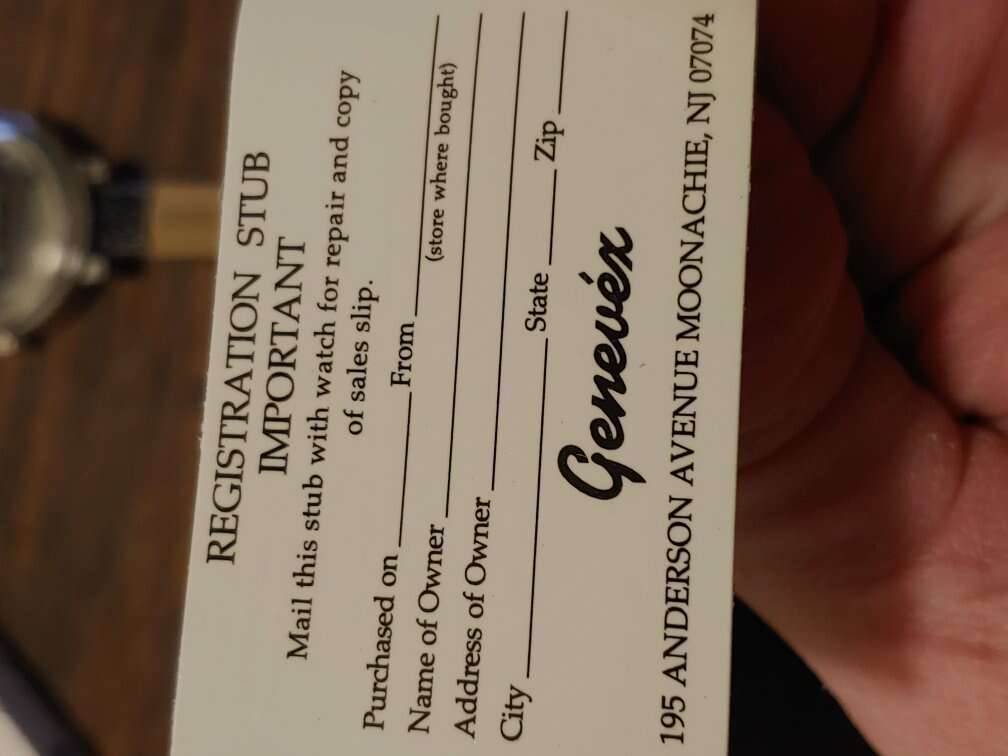 REGISTRATION STUB
IMPORTANT
Mail this stub with watch for repair and copy
of sales slip.
Purchased on ________ From ________
(store where bought)
Name of Owner ________
Address of Owner ________
City ________ State ________ Zip ________
Genevéx
195 ANDERSON AVENUE MOONACHIE, NJ 07074